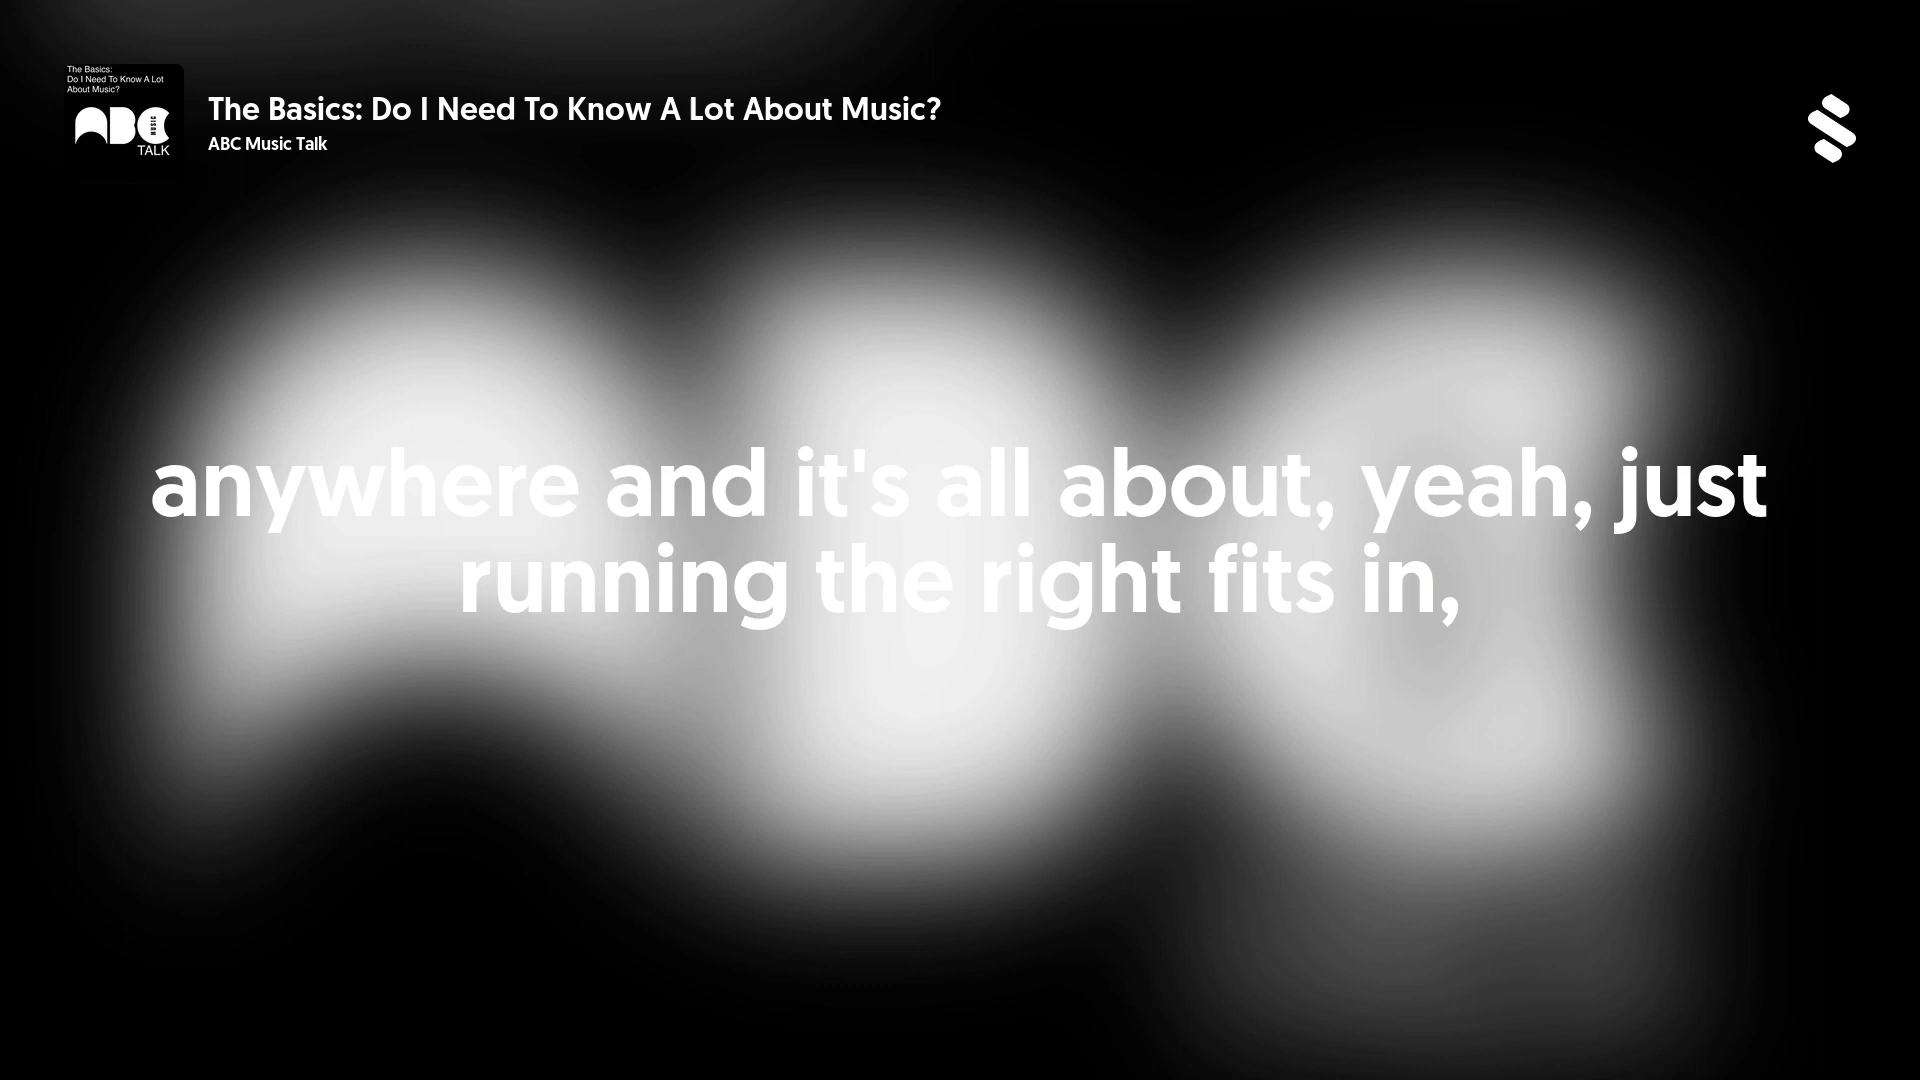 The Basics:
Do I Need To Know A Lot
About Music?
ABC MUSIC
TALK
The Basics: Do I Need To Know A Lot About Music?
ABC Music Talk
anywhere and it's all about, yeah, just
running the right fits in,